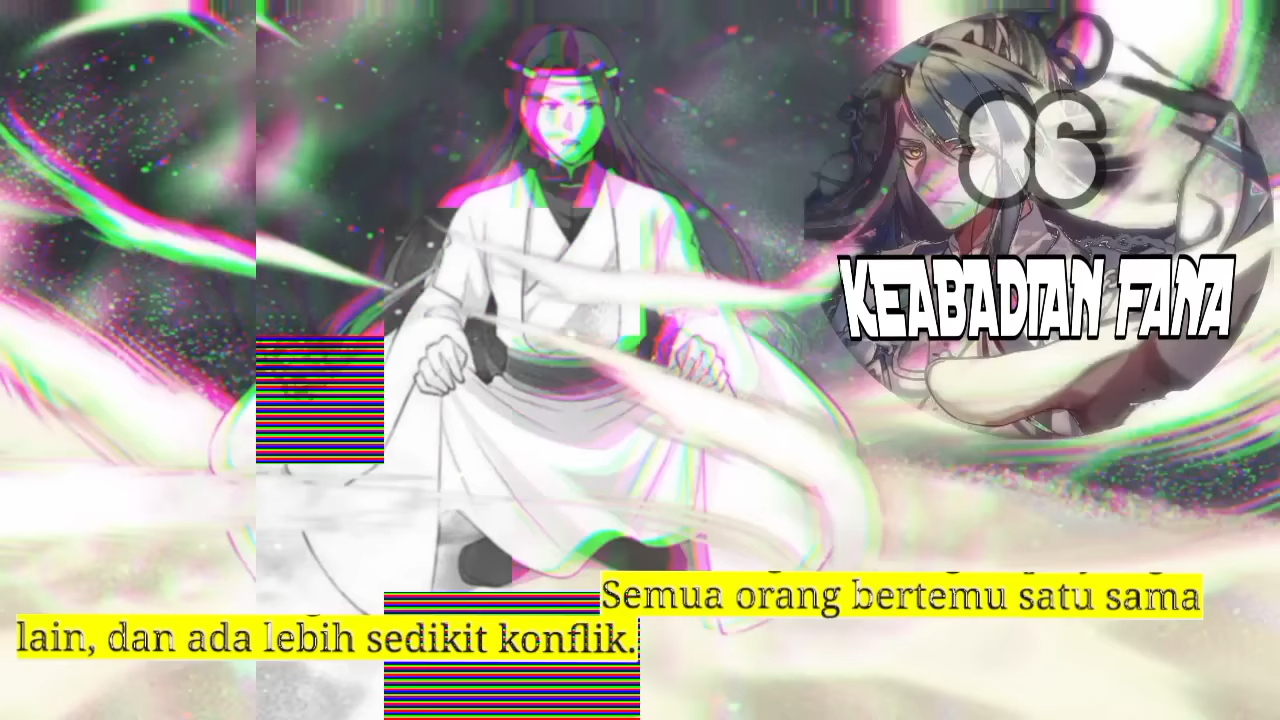 86
KEABADIAN FANA
Semua orang bertemu satu sama
lain, dan ada lebih sedikit konflik.